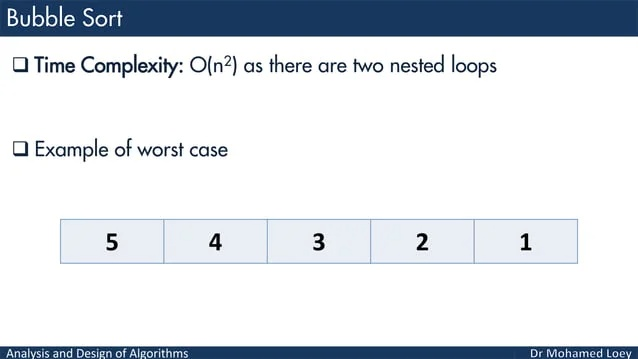 Bubble Sort
❑ Time Complexity: O(n²) as there are two nested loops
❑ Example of worst case
5 4 3 2 1
Analysis and Design of Algorithms Dr Mohamed Loey